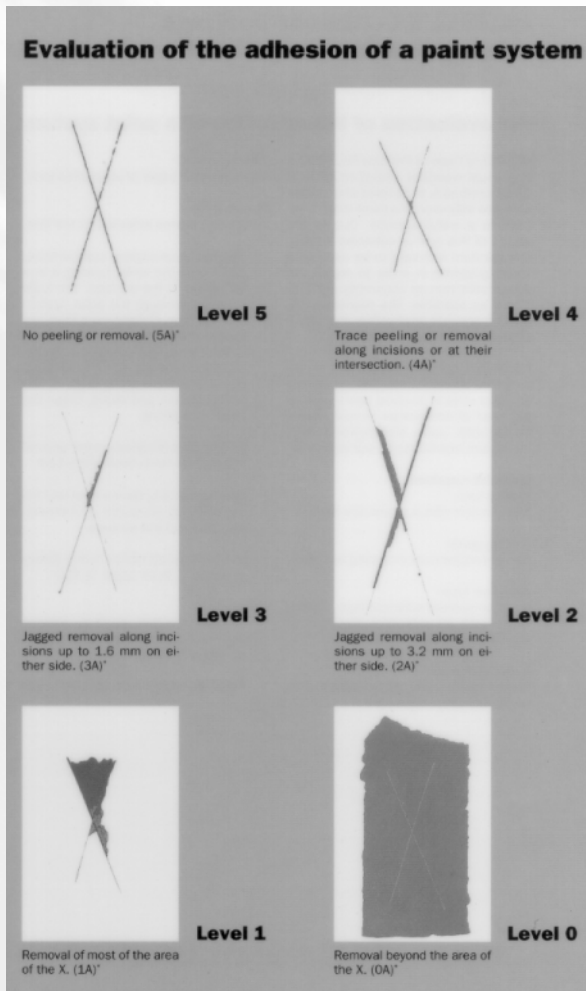 Evaluation of the adhesion of a paint system
Level 5
No peeling or removal. (5A)*
Level 4
Trace peeling or removal
along incisions or at their
intersection. (4A)*
Level 3
Jagged removal along inci-
sions up to 1.6 mm on ei-
ther side. (3A)*
Level 2
Jagged removal along inci-
sions up to 3.2 mm on ei-
ther side. (2A)*
Level 1
Removal of most of the area
of the X. (1A)*
Level 0
Removal beyond the area of
the X. (0A)*